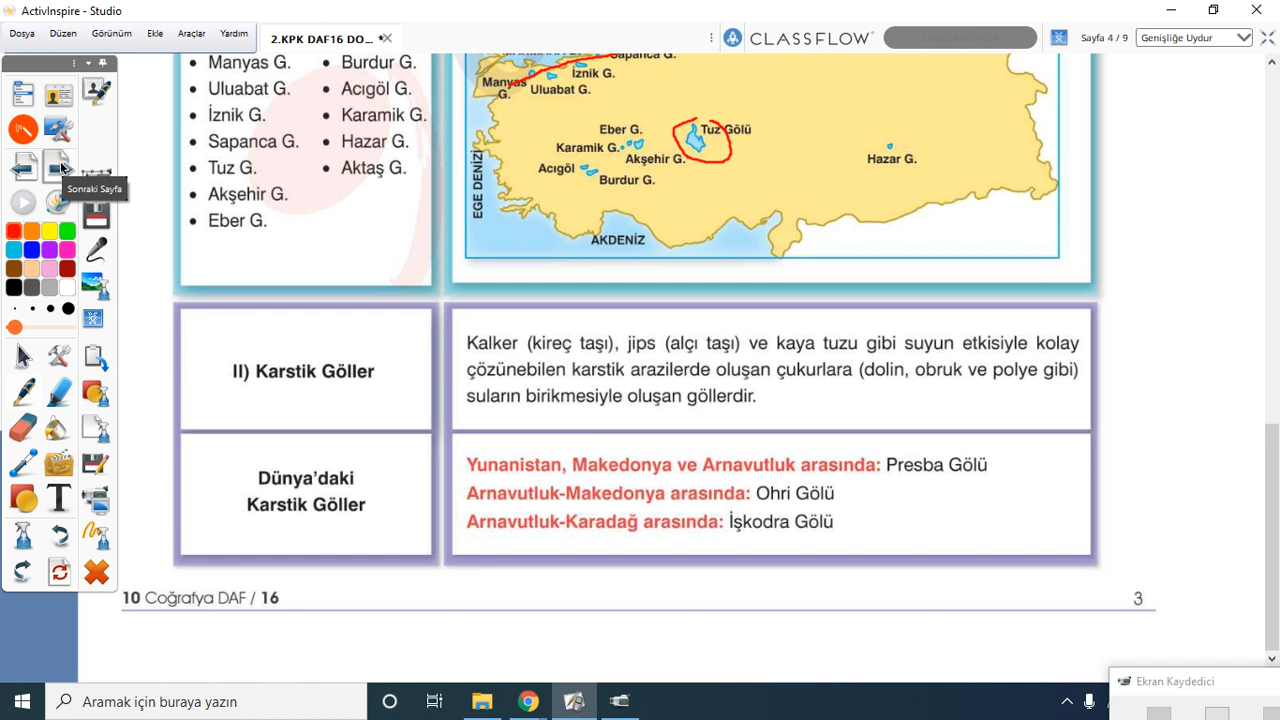 ActivInspire - Studio
Dosya Düzen Görünüm Ekle Araçlar Yardım
2.KPK DAF16 DO... *
CLASSFLOW
Sayfa 4 / 9
Genişliğe Uydur
• Manyas G.
• Uluabat G.
• İznik G.
• Sapanca G.
• Tuz G.
• Akşehir G.
• Eber G.
• Burdur G.
• Acıgöl G.
• Karamik G.
• Hazar G.
• Aktaş G.
Sapanca G.
İznik G.
Manyas
G.
Uluabat G.
Eber G.
Tuz Gölü
Karamik G.
Akşehir G.
Hazar G.
Acıgöl
Burdur G.
EGE DENİZİ
AKDENİZ
Sonraki Sayfa
II) Karstik Göller
Kalker (kireç taşı), jips (alçı taşı) ve kaya tuzu gibi suyun etkisiyle kolay
çözünebilen karstik arazilerde oluşan çukurlara (dolin, obruk ve polye gibi)
suların birikmesiyle oluşan göllerdir.
Dünya'daki
Karstik Göller
Yunanistan, Makedonya ve Arnavutluk arasında: Presba Gölü
Arnavutluk-Makedonya arasında: Ohri Gölü
Arnavutluk-Karadağ arasında: İşkodra Gölü
10 Coğrafya DAF / 16
3
Ekran Kaydedici
Aramak için buraya yazın